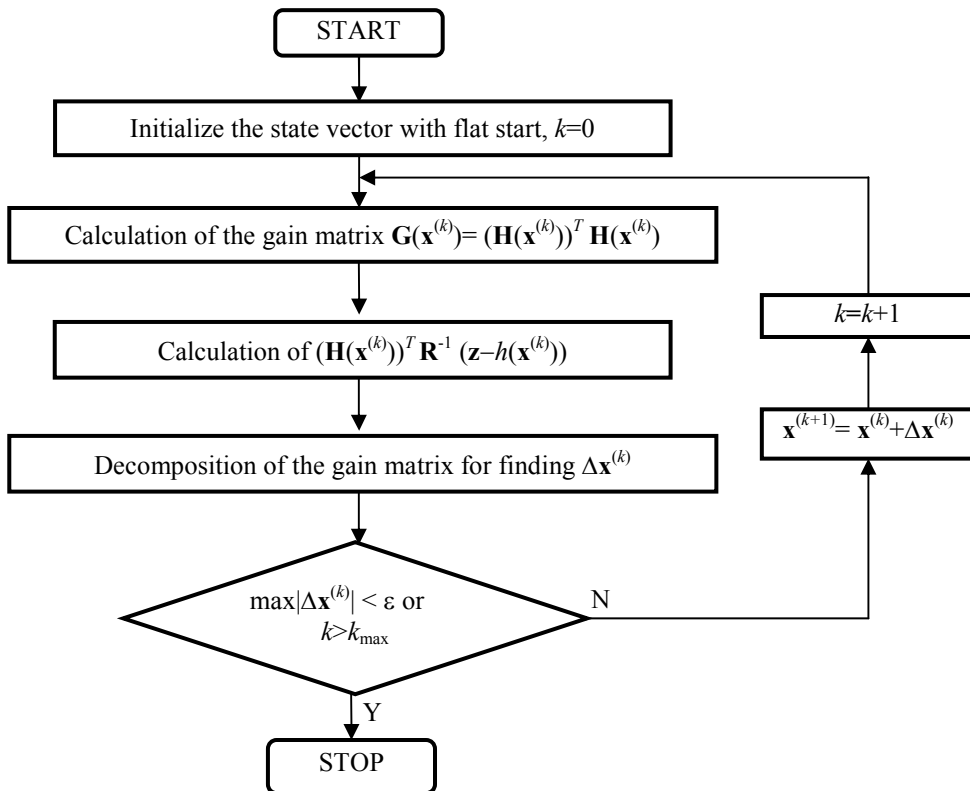 START
Initialize the state vector with flat start, k=0
Calculation of the gain matrix G(x^(k))= (H(x^(k)))^T H(x^(k))
k=k+1
Calculation of (H(x^(k)))^T R^-1 (z–h(x^(k)))
x^(k+1)= x^(k)+Δx^(k)
Decomposition of the gain matrix for finding Δx^(k)
max|Δx^(k)| < ε or
k>k_max
N
Y
STOP